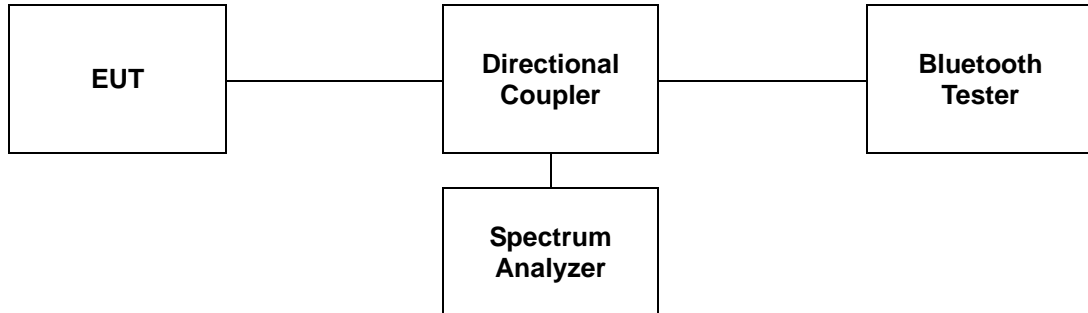 EUT
Directional
Coupler
Bluetooth
Tester
Spectrum
Analyzer